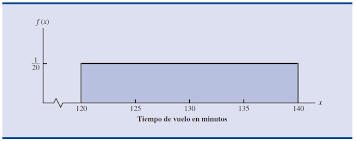 f(x)
1
20
120 125 130 135 140 x
Tiempo de vuelo en minutos